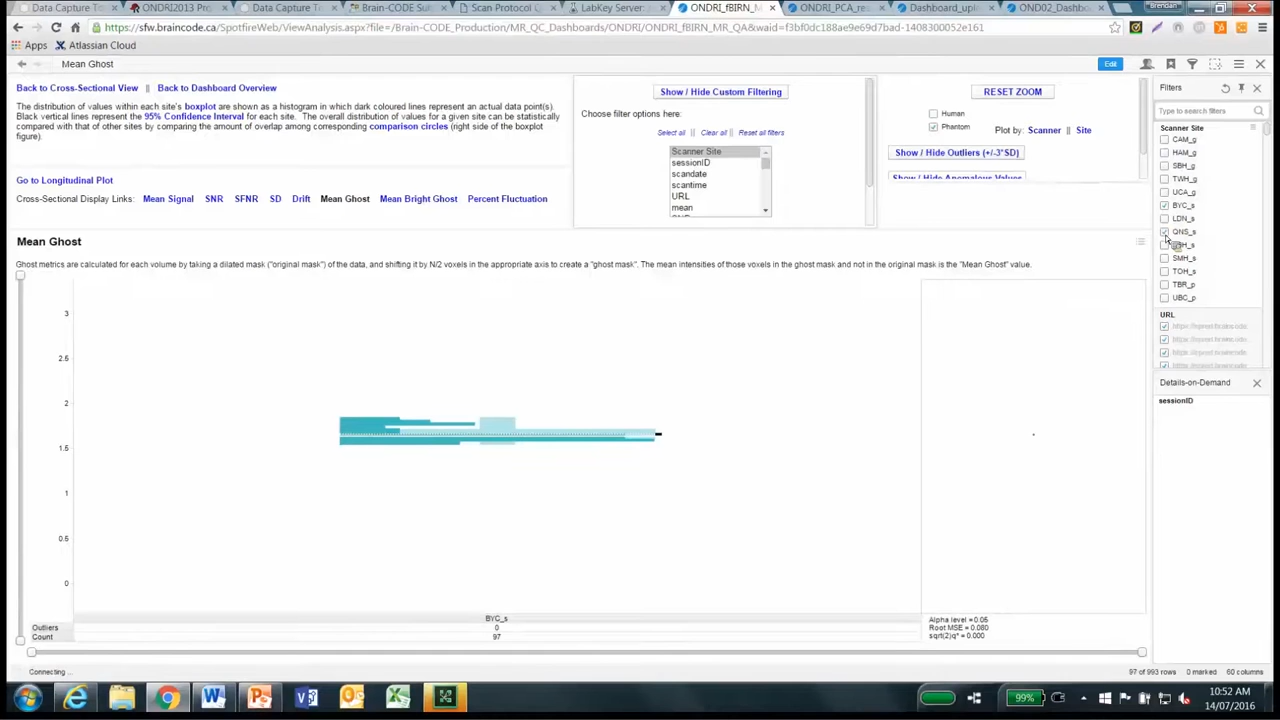 Data Capture To
ONDRI2013 Pro
Data Capture T
Brain-CODE Sui
Scan Protocol Q
LabKey Server:
ONDRI_fBIRN_M
ONDRI_PCA_re
Dashboard_uplo
OND02_Dashbo
Brendan
https://sfw.braincode.ca/SpotfireWeb/ViewAnalysis.aspx?file=/Brain-CODE_Production/MR_QC_Dashboards/ONDRI/ONDRI_fBIRN_MR_QA&waid=f3bf0dc188ae9e69d7bad-1408300052e161
Apps
Atlassian Cloud
Mean Ghost
Edit
Back to Cross-Sectional View || Back to Dashboard Overview
The distribution of values within each site's boxplot are shown as a histogram in which dark coloured lines represent an actual data point(s).
Black vertical lines represent the 95% Confidence Interval for each site. The overall distribution of values for a given site can be statistically
compared with that of other sites by comparing the amount of overlap among corresponding comparison circles (right side of the boxplot
figure).
Go to Longitudinal Plot
Cross-Sectional Display Links: Mean Signal SNR SFNR SD Drift Mean Ghost Mean Bright Ghost Percent Fluctuation
Show / Hide Custom Filtering
Choose filter options here:
Select all || Clear all || Reset all filters
Scanner Site
sessionID
scandate
scantime
URL
mean
RESET ZOOM
Human
Phantom
Plot by: Scanner || Site
Show / Hide Outliers (+/-3*SD)
Show / Hide Anomalous Values
Filters
Type to search filters
Scanner Site
CAM_g
HAM_g
SBH_g
TWH_g
UCA_g
BYC_s
LDN_s
QNS_s
SMH_s
TOH_s
TBR_p
UBC_p
URL
Details-on-Demand
sessionID
Mean Ghost
Ghost metrics are calculated for each volume by taking a dilated mask ("original mask") of the data, and shifting it by N/2 voxels in the appropriate axis to create a "ghost mask". The mean intensities of those voxels in the ghost mask and not in the original mask is the "Mean Ghost" value.
3
2.5
2
1.5
1
0.5
0
BYC_s
Outliers 0
Count 97
Alpha level = 0.05
Root MSE = 0.080
sqrt(2)q* = 0.000
Connecting ...
97 of 993 rows 0 marked 60 columns
99%
10:52 AM
14/07/2016